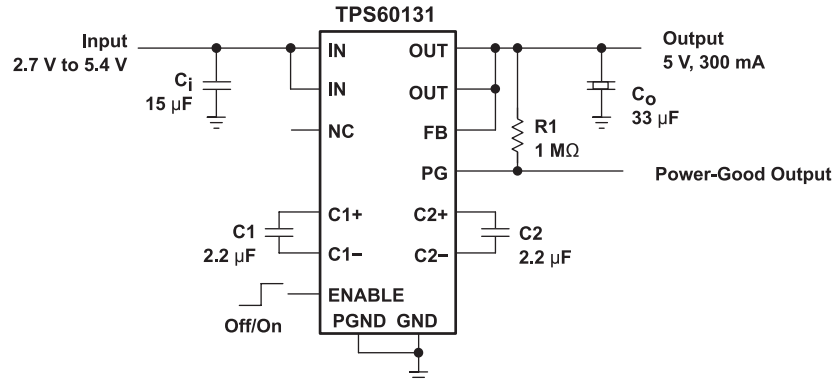 TPS60131
Input
2.7 V to 5.4 V
Ci
15 µF
IN
IN
NC
C1+
C1–
C1
2.2 µF
ENABLE
Off/On
PGND GND
OUT
OUT
FB
PG
C2+
C2–
C2
2.2 µF
R1
1 MΩ
Output
5 V, 300 mA
Co
33 µF
Power-Good Output